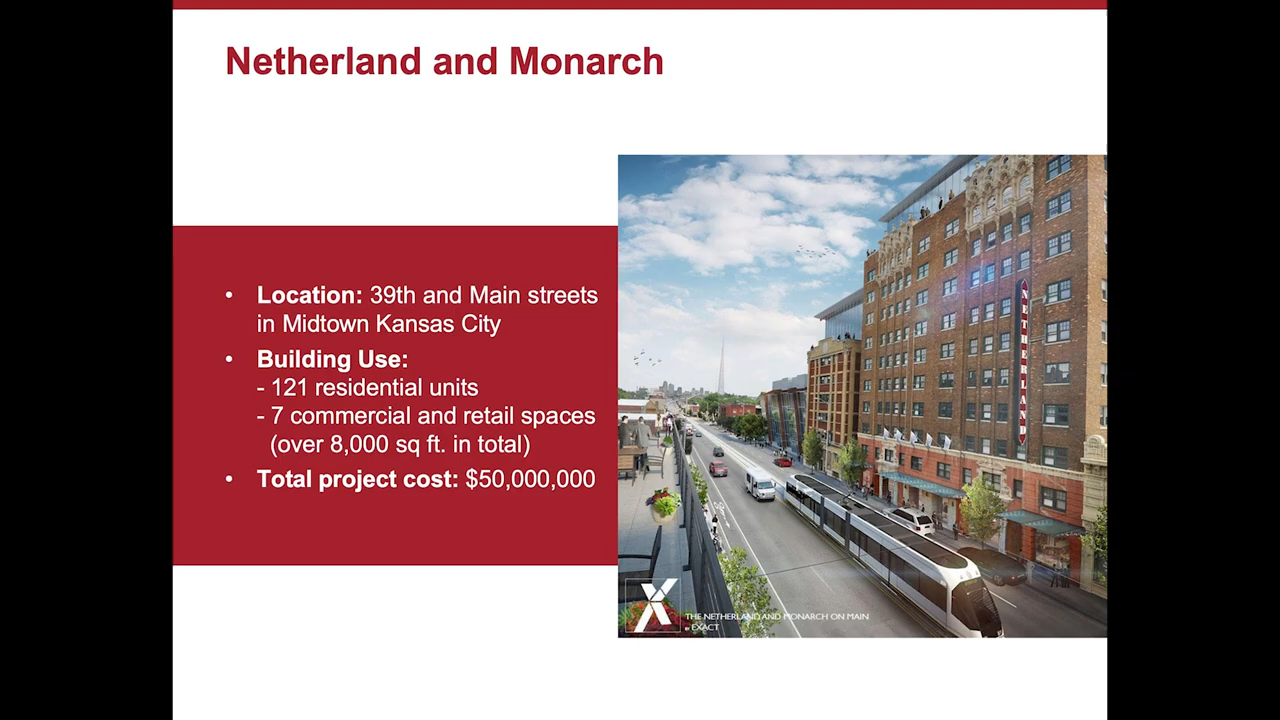 Netherland and Monarch
• Location: 39th and Main streets
in Midtown Kansas City
• Building Use:
- 121 residential units
- 7 commercial and retail spaces
(over 8,000 sq ft. in total)
• Total project cost: $50,000,000
NETHERLAND
X
THE NETHERLAND AND MONARCH ON MAIN
BY EXACT